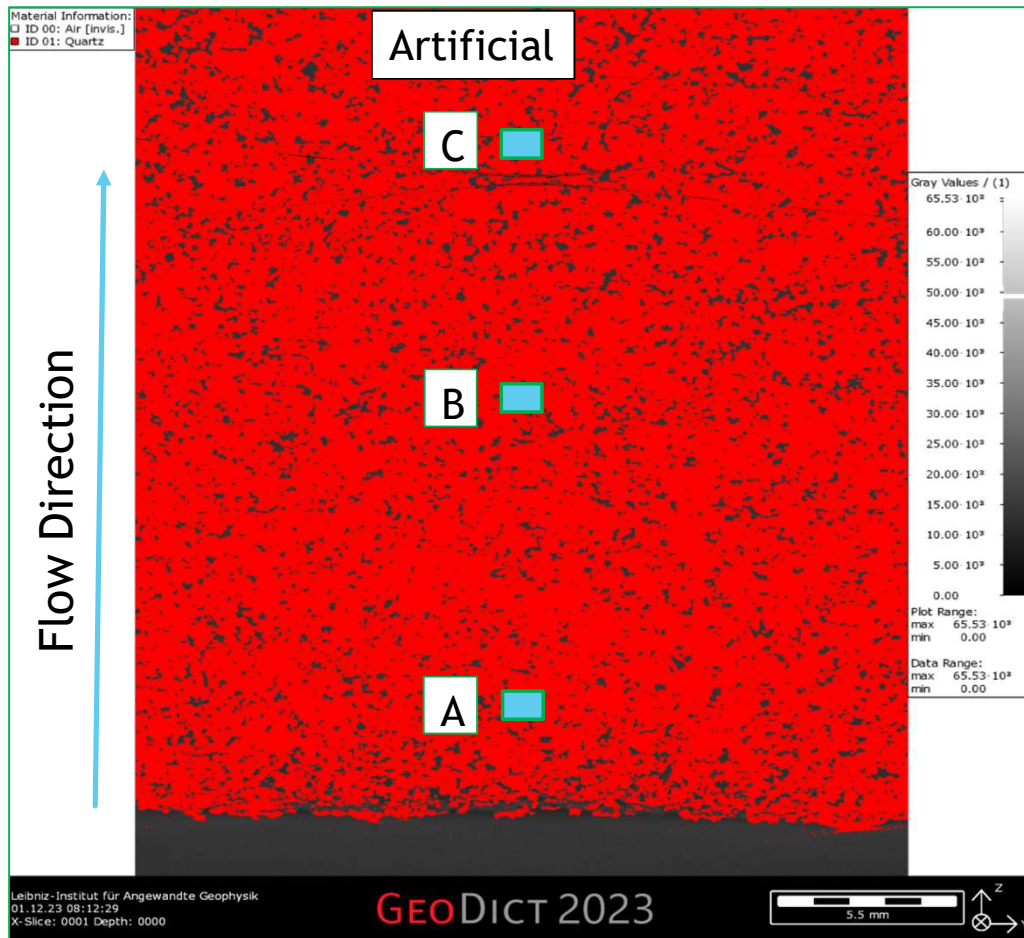 Material Information:
ID 00: Air [invis.]
ID 01: Quartz
Artificial
C
B
A
Flow Direction
Gray Values / (1)
65.53·10³
60.00·10³
55.00·10³
50.00·10³
45.00·10³
40.00·10³
35.00·10³
30.00·10³
25.00·10³
20.00·10³
15.00·10³
10.00·10³
5.00·10³
0.00
Plot Range:
max 65.53·10³
min 0.00
Data Range:
max 65.53·10³
min 0.00
Leibniz-Institut für Angewandte Geophysik
01.12.23 08:12:29
X-Slice: 0001 Depth: 0000
GEODICT 2023
5.5 mm
Z